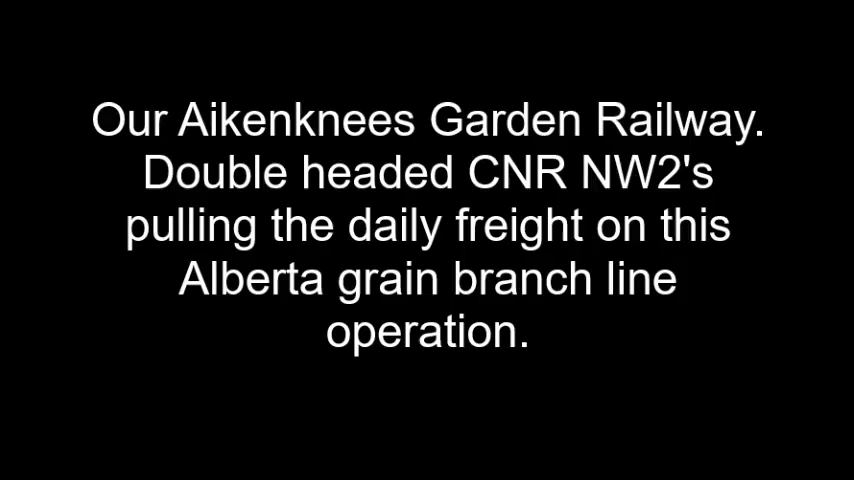 Our Aikenknees Garden Railway.
Double headed CNR NW2's
pulling the daily freight on this
Alberta grain branch line
operation.